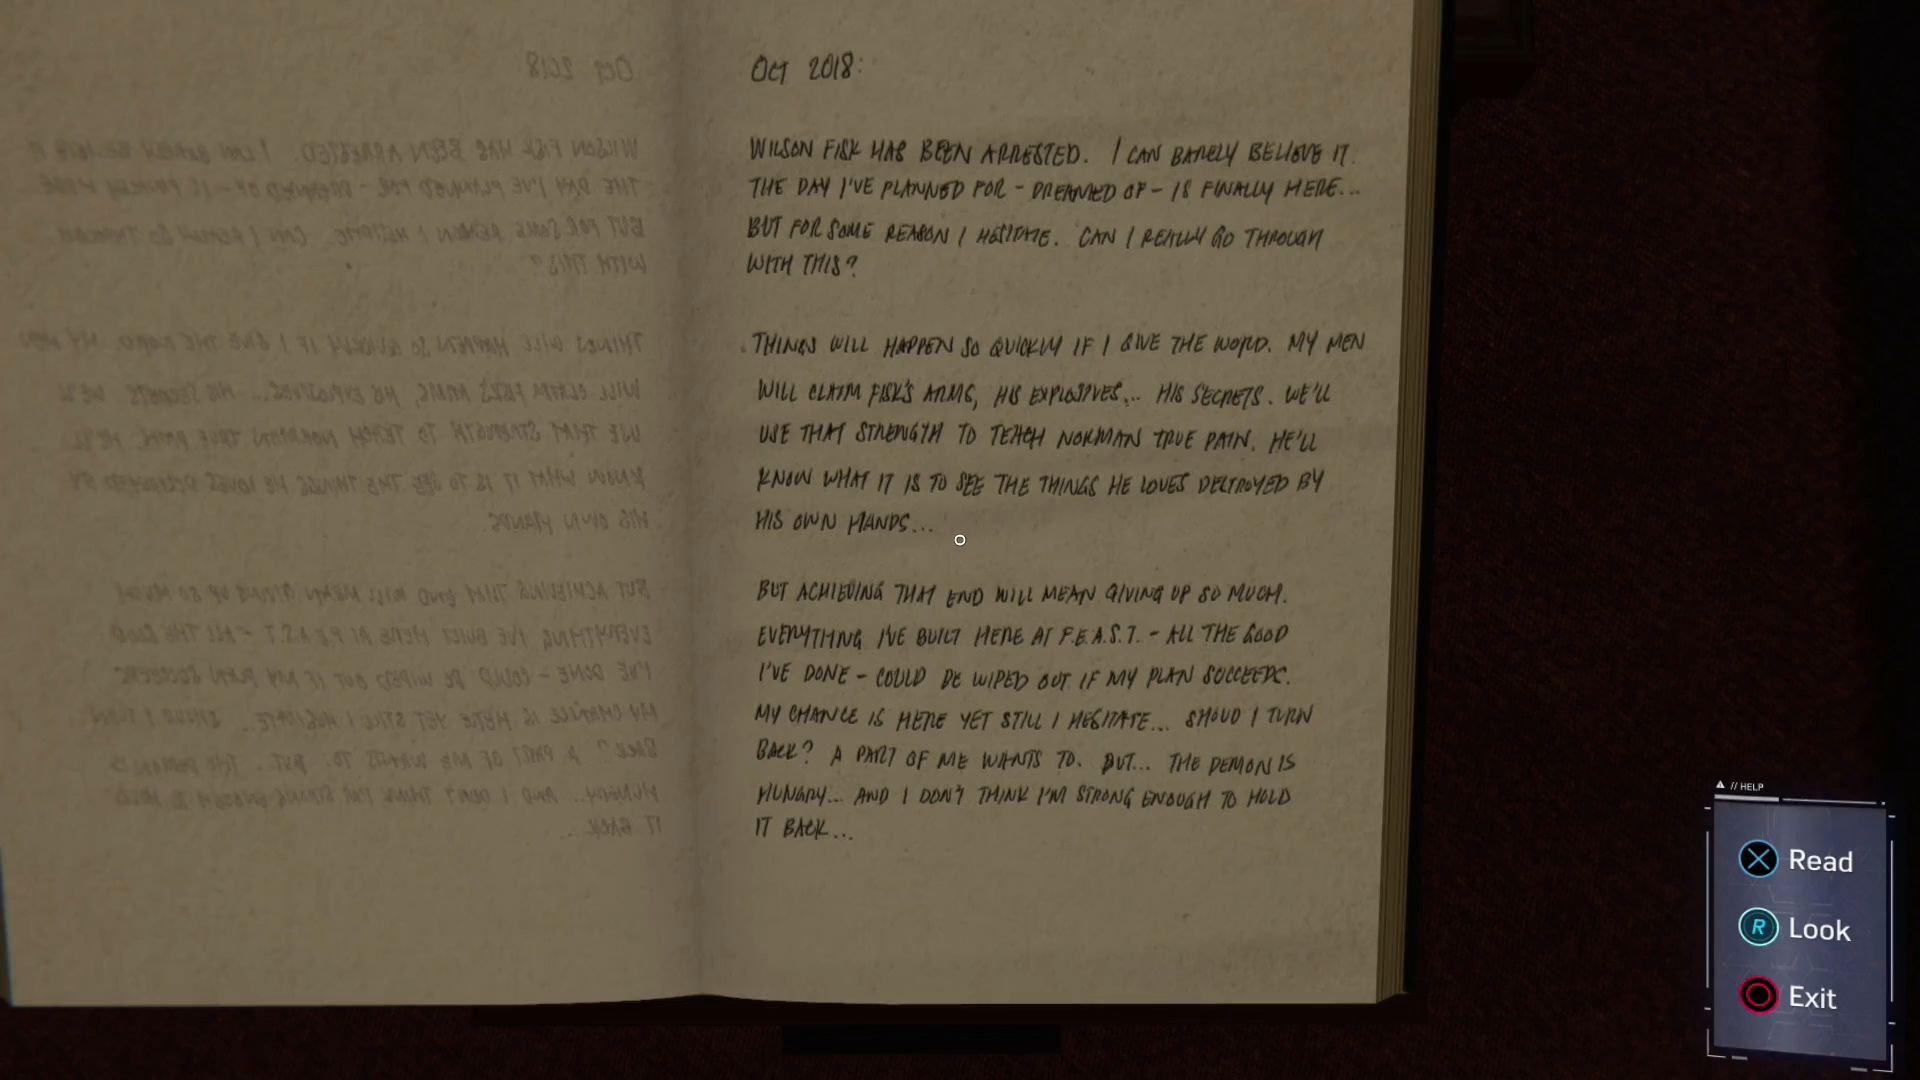 Oct 2018:
WILSON FISK HAS BEEN ARRESTED. I CAN BARELY BELIEVE IT.
THE DAY I'VE PLANNED FOR - DREAMED OF - IS FINALLY HERE...
BUT FOR SOME REASON I HESITATE. CAN I REALLY GO THROUGH
WITH THIS?
THINGS WILL HAPPEN SO QUICKLY IF I GIVE THE WORD. MY MEN
WILL CLAIM FISK'S ARMS, HIS EXPLOSIVES... HIS SECRETS. WE'LL
USE THAT STRENGTH TO TEACH NORMAN TRUE PAIN. HE'LL
KNOW WHAT IT IS TO SEE THE THINGS HE LOVES DESTROYED BY
HIS OWN HANDS...
BUT ACHIEVING THAT END WILL MEAN GIVING UP SO MUCH.
EVERYTHING I'VE BUILT HERE AT F.E.A.S.T. - ALL THE GOOD
I'VE DONE - COULD BE WIPED OUT IF MY PLAN SUCCEEDS.
MY CHANCE IS HERE YET STILL I HESITATE... SHOUD I TURN
BACK? A PART OF ME WANTS TO. BUT... THE DEMON IS
HUNGRY... AND I DON'T THINK I'M STRONG ENOUGH TO HOLD
IT BACK...
// HELP
Read
R Look
Exit